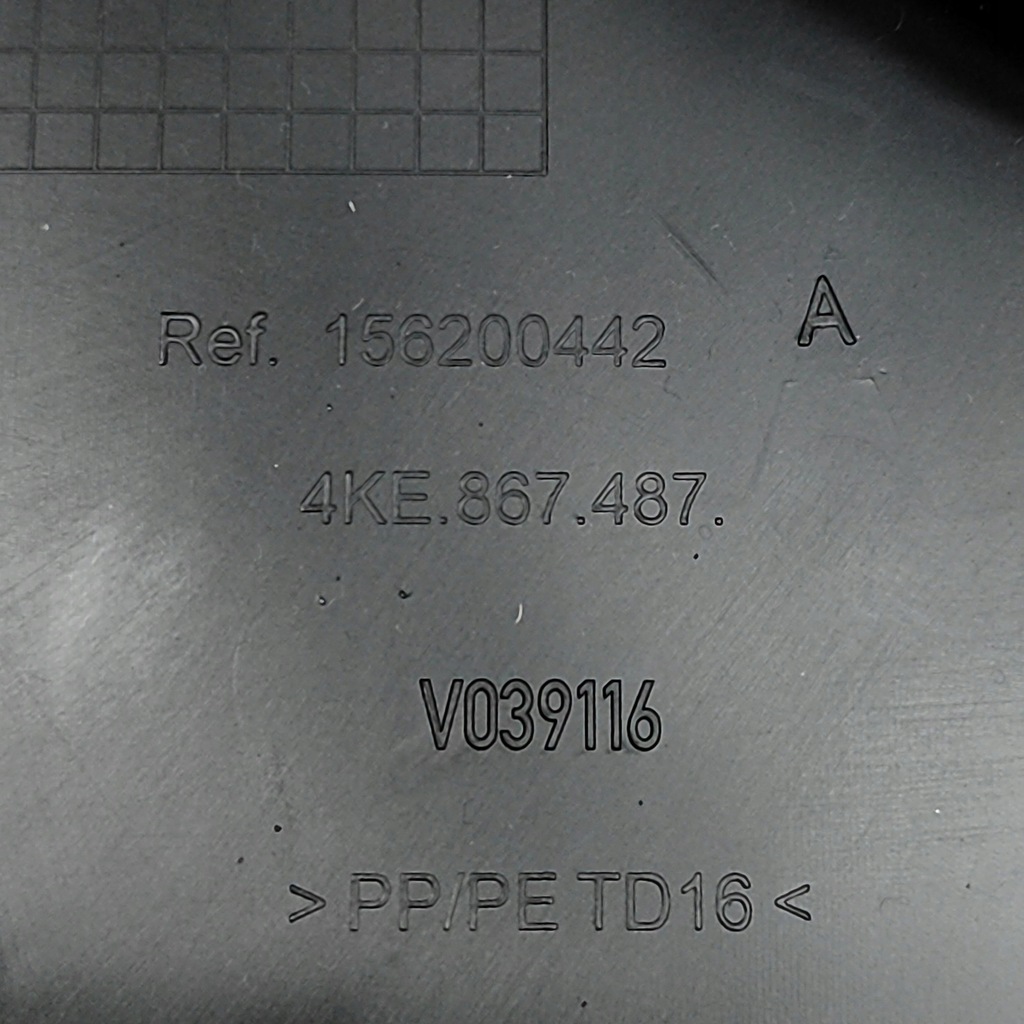 Ref. 156200442 A
4KE.867.487.
V039116
> PP/PE TD16 <